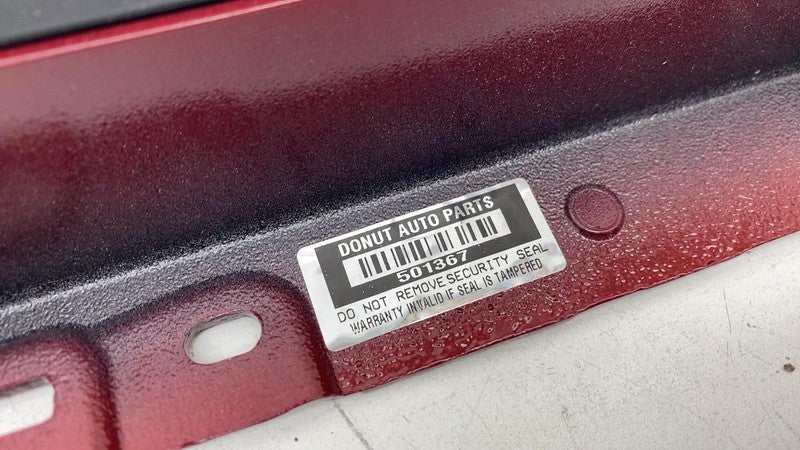 DONUT AUTO PARTS
501367
DO NOT REMOVE SECURITY SEAL
WARRANTY INVALID IF SEAL IS TAMPERED